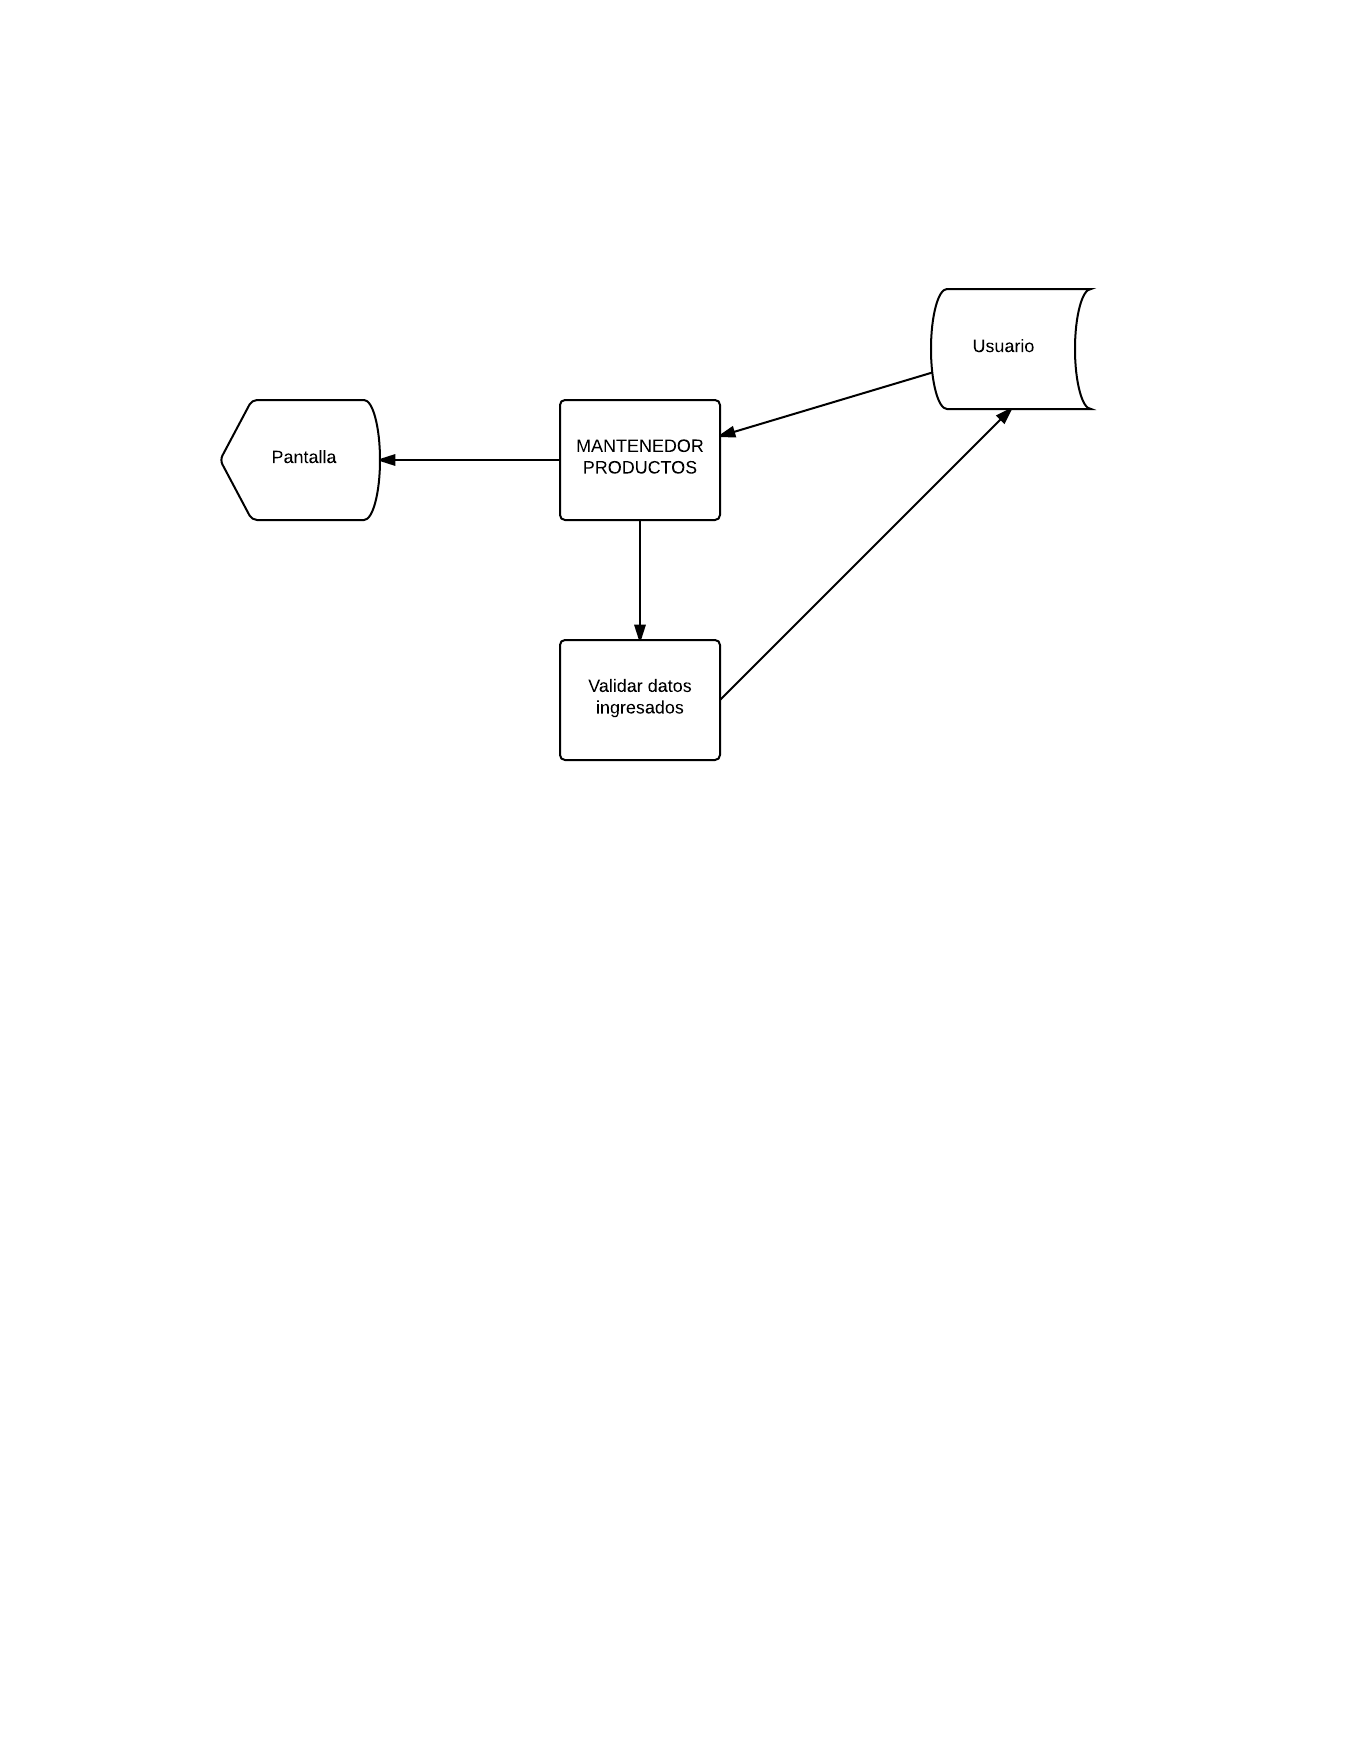 Usuario
Pantalla
MANTENEDOR
PRODUCTOS
Validar datos
ingresados